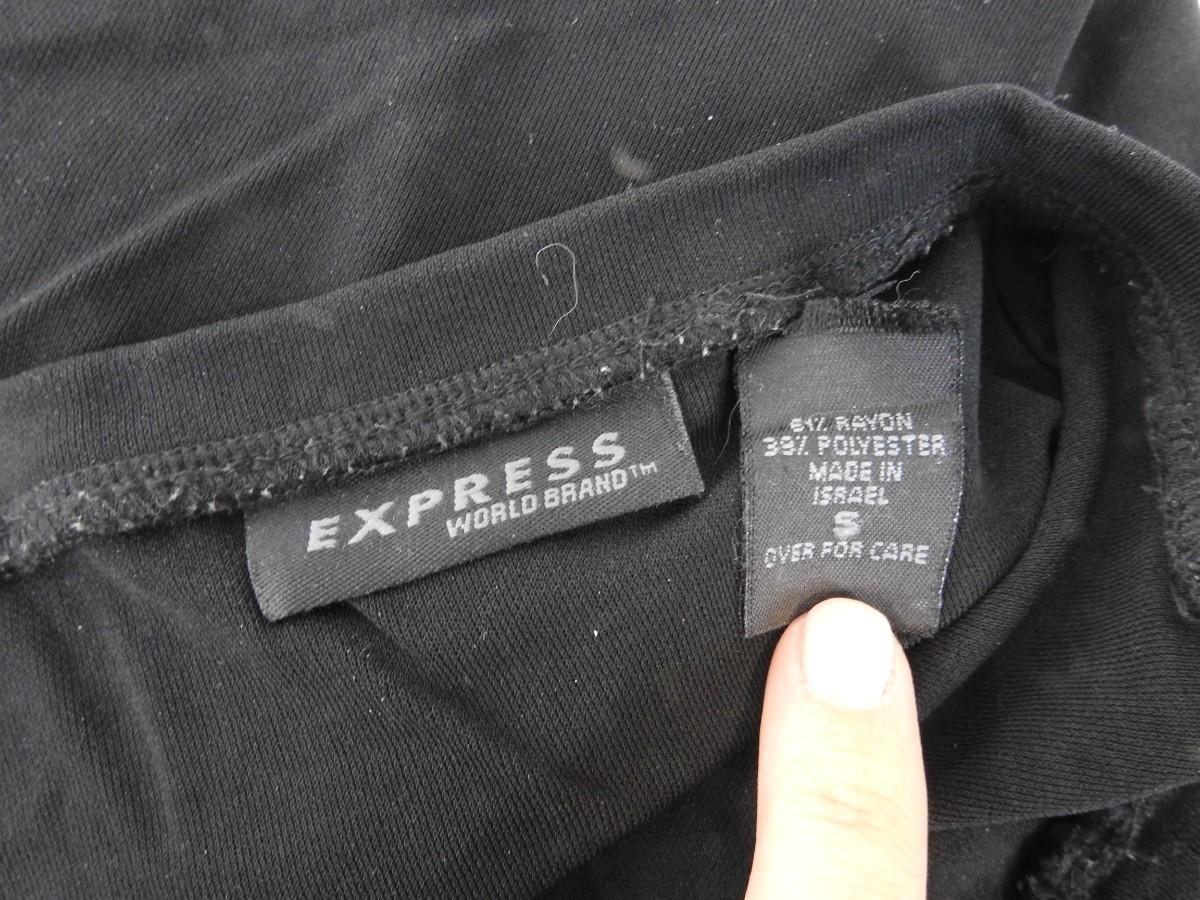 EXPRESS
WORLD BRAND™
61% RAYON
39% POLYESTER
MADE IN
ISRAEL
S
OVER FOR CARE